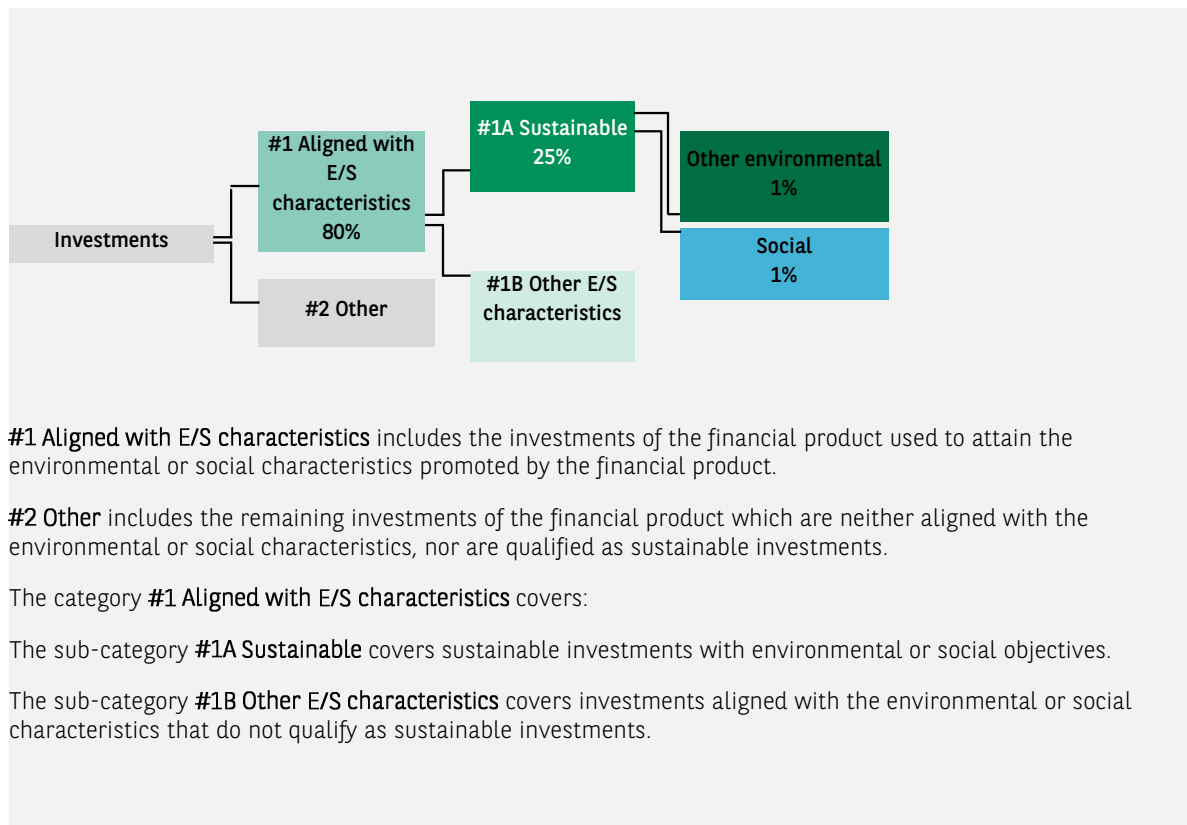 Investments
#1 Aligned with
E/S
characteristics
80%
#2 Other
#1A Sustainable
25%
#1B Other E/S
characteristics
Other environmental
1%
Social
1%
#1 Aligned with E/S characteristics includes the investments of the financial product used to attain the
environmental or social characteristics promoted by the financial product.
#2 Other includes the remaining investments of the financial product which are neither aligned with the
environmental or social characteristics, nor are qualified as sustainable investments.
The category #1 Aligned with E/S characteristics covers:
The sub-category #1A Sustainable covers sustainable investments with environmental or social objectives.
The sub-category #1B Other E/S characteristics covers investments aligned with the environmental or social
characteristics that do not qualify as sustainable investments.